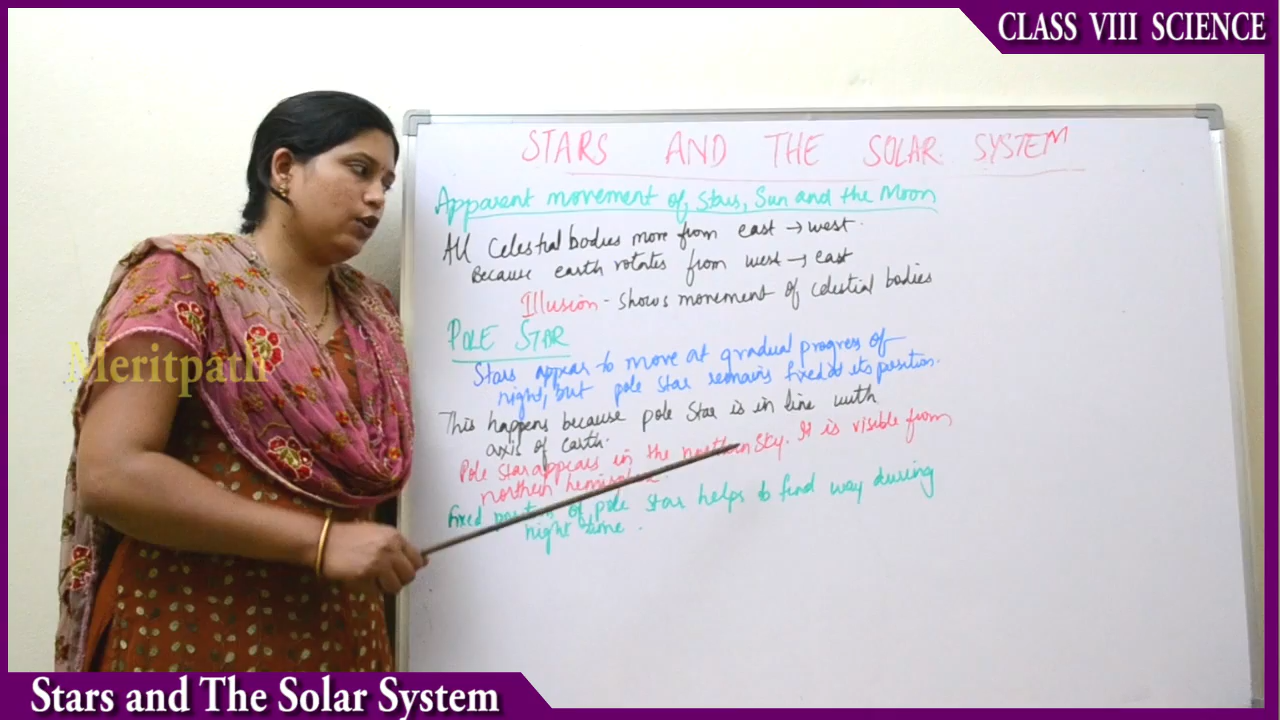 CLASS VIII SCIENCE
STARS AND THE SOLAR SYSTEM
Apparent movement of stars, Sun and the Moon
All Celestial bodies move from east → west.
Because earth rotates from west → east
Illusion - shows movement of celestial bodies
POLE STAR
Stars appear to move at gradual progress of
night, but pole star remains fixed at its position.
This happens because pole star is in line with
axis of earth.
Pole star appears in the northern sky. It is visible from
northern hemisphere.
Fixed position of pole star helps to find way during
night time.
Meritpath
Stars and The Solar System